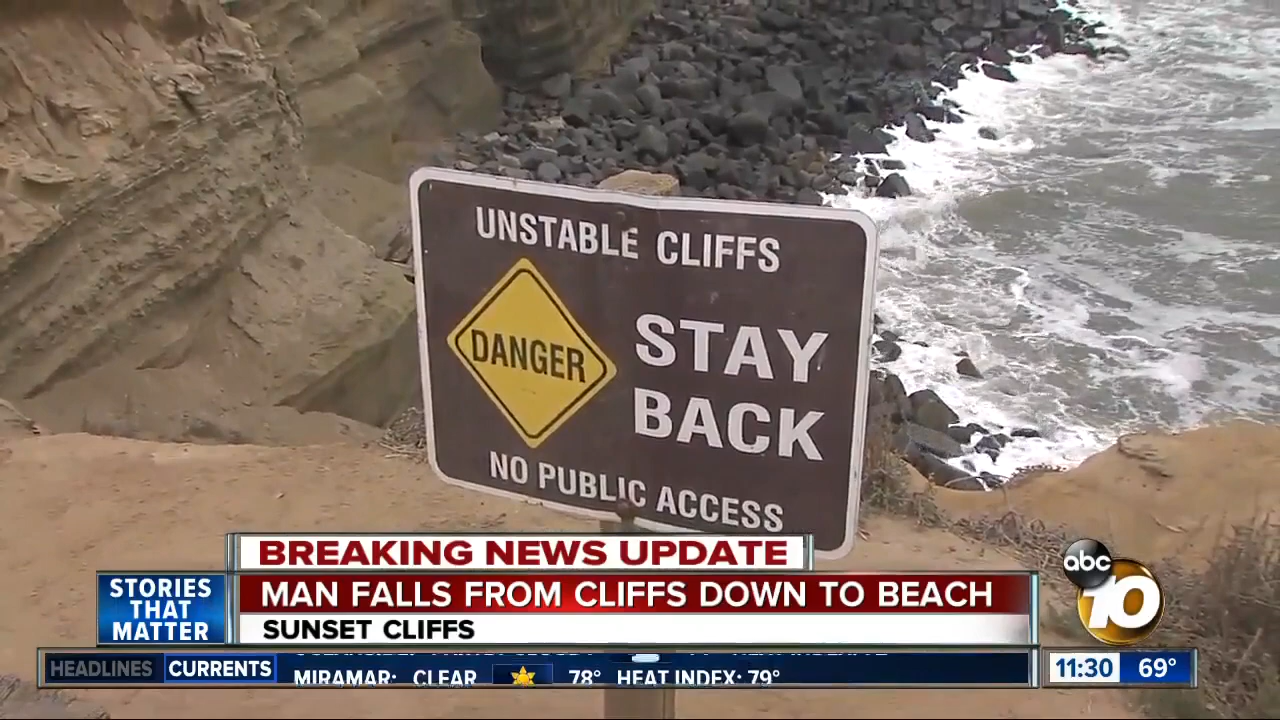 UNSTABLE CLIFFS
DANGER
STAY
BACK
NO PUBLIC ACCESS
BREAKING NEWS UPDATE
STORIES
THAT
MATTER
MAN FALLS FROM CLIFFS DOWN TO BEACH
SUNSET CLIFFS
abc
10
HEADLINES
CURRENTS
MIRAMAR: CLEAR 78° HEAT INDEX: 79°
11:30 69°